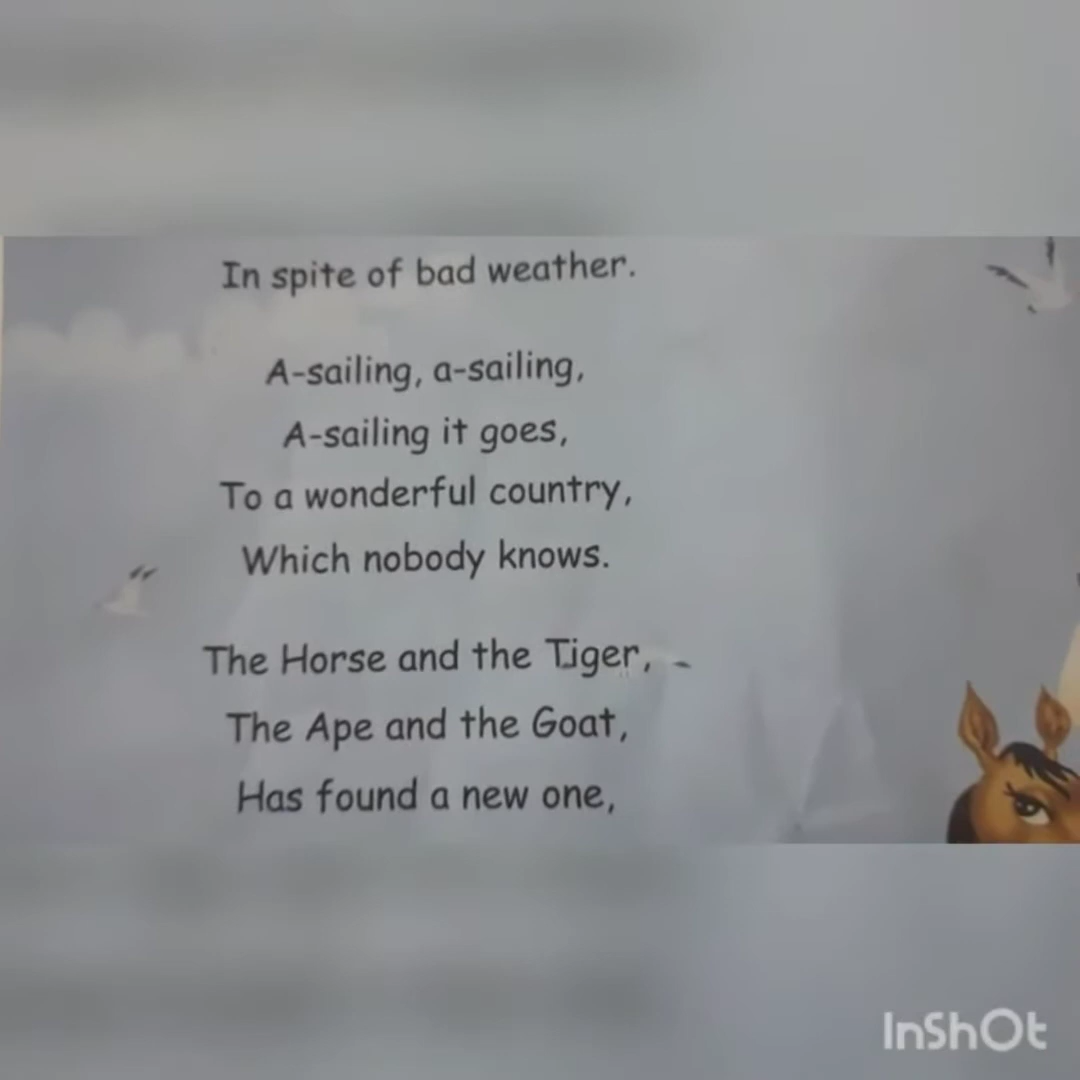 In spite of bad weather.
A-sailing, a-sailing,
A-sailing it goes,
To a wonderful country,
Which nobody knows.
The Horse and the Tiger,
The Ape and the Goat,
Has found a new one,
InShOt